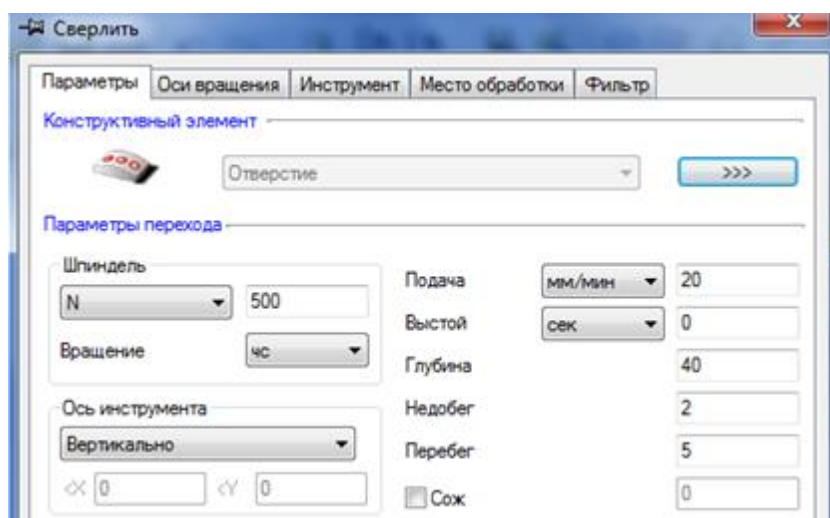 Сверлить
Параметры Оси вращения Инструмент Место обработки Фильтр
Конструктивный элемент
Отверстие >>>
Параметры перехода
Шпиндель
N 500
Вращение чс
Ось инструмента
Вертикально
<X 0 <Y 0
Подача мм/мин 20
Выстой сек 0
Глубина 40
Недобег 2
Перебег 5
Сож 0